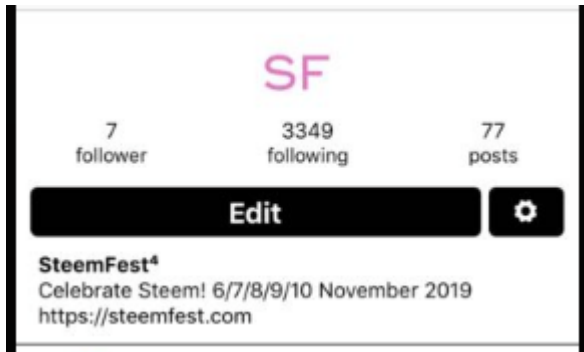 SF
7 3349 77
follower following posts
Edit
SteemFest⁴
Celebrate Steem! 6/7/8/9/10 November 2019
https://steemfest.com